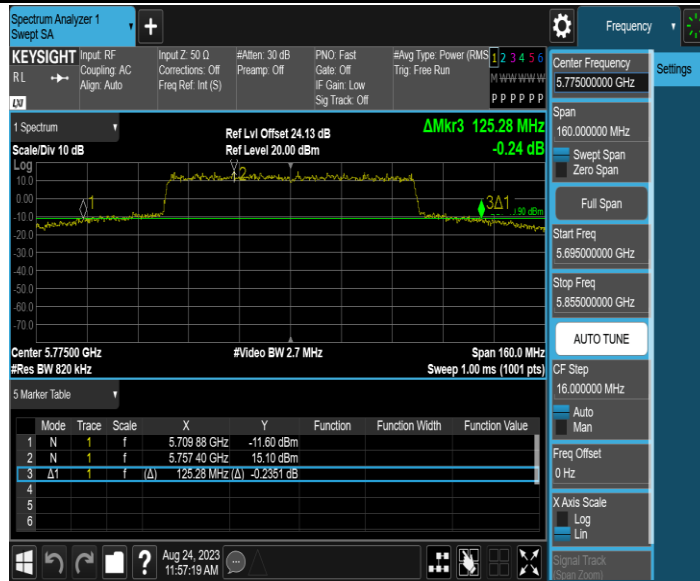 Spectrum Analyzer 1
Swept SA
+
Frequency
KEYSIGHT
RL
LXI
Input: RF
Coupling: AC
Align: Auto
Input Z: 50 Ω
Corrections: Off
Freq Ref: Int (S)
#Atten: 30 dB
Preamp: Off
PNO: Fast
Gate: Off
IF Gain: Low
Sig Track: Off
#Avg Type: Power (RMS
Trig: Free Run
1 2 3 4 5 6
M W W W W W
P P P P P P
Center Frequency
5.775000000 GHz
Settings
Span
160.000000 MHz
Swept Span
Zero Span
Full Span
Start Freq
5.695000000 GHz
Stop Freq
5.855000000 GHz
AUTO TUNE
CF Step
16.000000 MHz
Auto
Man
Freq Offset
0 Hz
X Axis Scale
Log
Lin
Signal Track
(Span Zoom)
1 Spectrum
Scale/Div 10 dB
Ref Lvl Offset 24.13 dB
Ref Level 20.00 dBm
ΔMkr3 125.28 MHz
-0.24 dB
Log
10.0
0.00
-10.0
-20.0
-30.0
-40.0
-50.0
-60.0
-70.0
1
2
3Δ1
Center 5.77500 GHz
#Video BW 2.7 MHz
Span 160.0 MHz
#Res BW 820 kHz
Sweep 1.00 ms (1001 pts)
5 Marker Table
Mode Trace Scale X Y Function Function Width Function Value
1 N 1 f 5.709 88 GHz -11.60 dBm
2 N 1 f 5.757 40 GHz 15.10 dBm
3 Δ1 1 f (Δ) 125.28 MHz (Δ) -0.2351 dB
4
5
6
?
Aug 24, 2023
11:57:19 AM